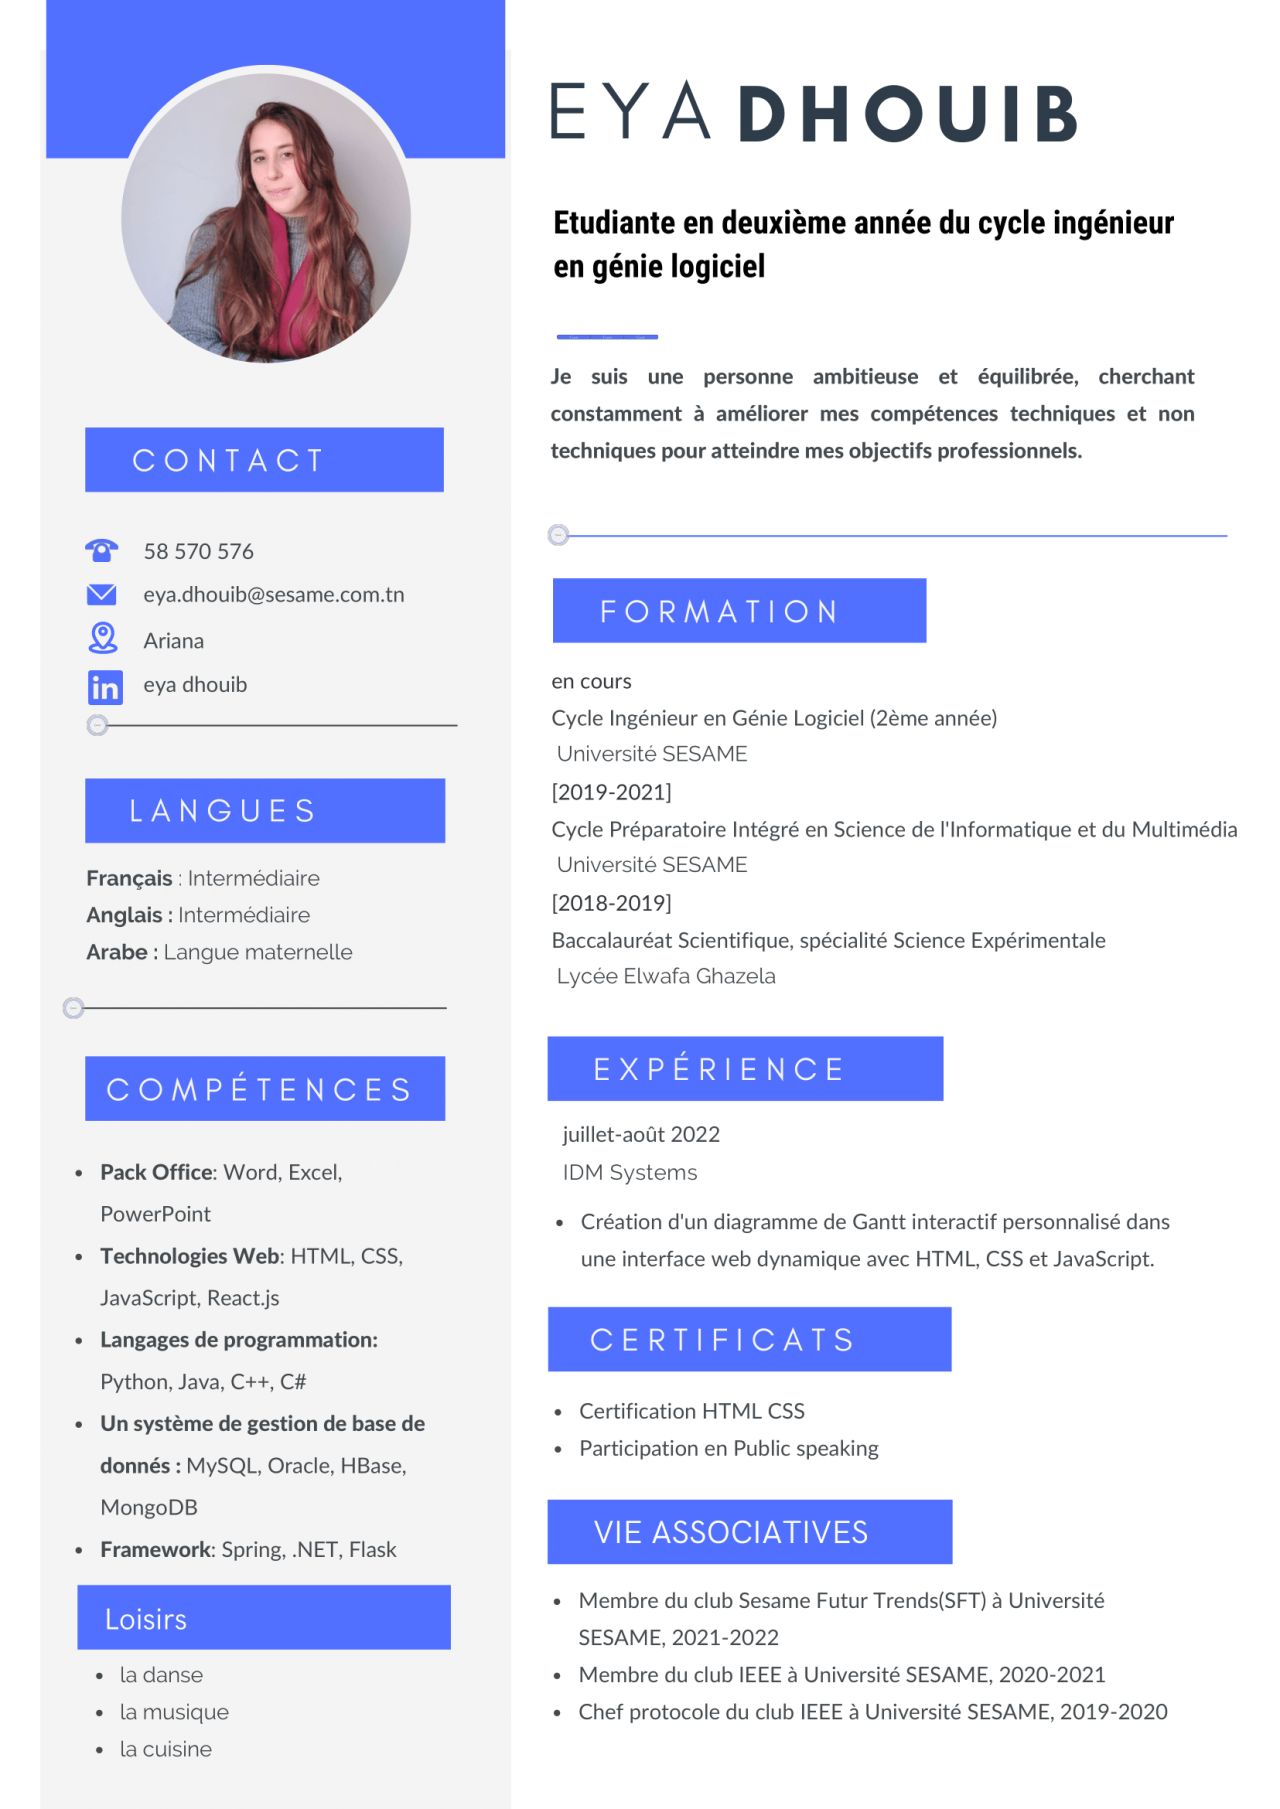 EYA DHOUIB
Etudiante en deuxième année du cycle ingénieur
en génie logiciel
Je suis une personne ambitieuse et équilibrée, cherchant
constamment à améliorer mes compétences techniques et non
techniques pour atteindre mes objectifs professionnels.
CONTACT
58 570 576
eya.dhouib@sesame.com.tn
Ariana
in eya dhouib
LANGUES
Français : Intermédiaire
Anglais : Intermédiaire
Arabe : Langue maternelle
COMPÉTENCES
• Pack Office: Word, Excel,
PowerPoint
• Technologies Web: HTML, CSS,
JavaScript, React.js
• Langages de programmation:
Python, Java, C++, C#
• Un système de gestion de base de
donnés : MySQL, Oracle, HBase,
MongoDB
• Framework: Spring, .NET, Flask
Loisirs
• la danse
• la musique
• la cuisine
FORMATION
en cours
Cycle Ingénieur en Génie Logiciel (2ème année)
Université SESAME
[2019-2021]
Cycle Préparatoire Intégré en Science de l'Informatique et du Multimédia
Université SESAME
[2018-2019]
Baccalauréat Scientifique, spécialité Science Expérimentale
Lycée Elwafa Ghazela
EXPÉRIENCE
juillet-août 2022
IDM Systems
• Création d'un diagramme de Gantt interactif personnalisé dans
une interface web dynamique avec HTML, CSS et JavaScript.
CERTIFICATS
• Certification HTML CSS
• Participation en Public speaking
VIE ASSOCIATIVES
• Membre du club Sesame Futur Trends(SFT) à Université
SESAME, 2021-2022
• Membre du club IEEE à Université SESAME, 2020-2021
• Chef protocole du club IEEE à Université SESAME, 2019-2020